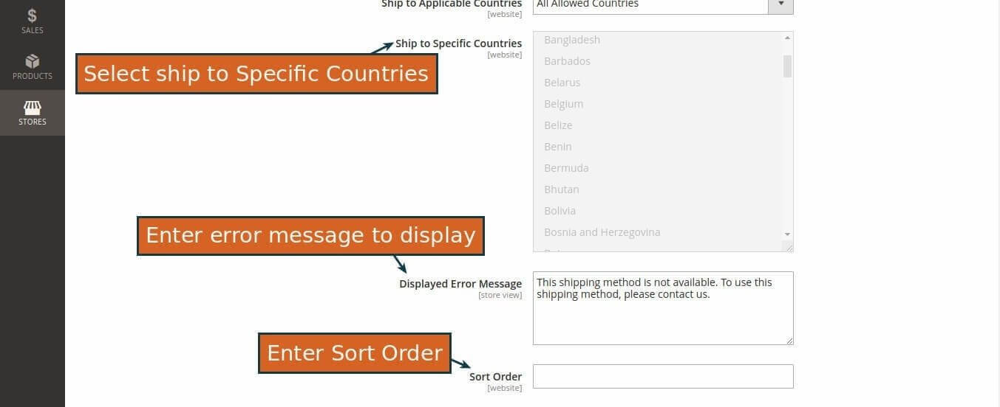 Ship to Applicable Countries
[website]
All Allowed Countries
SALES
PRODUCTS
STORES
Ship to Specific Countries
[website]
Select ship to Specific Countries
Bangladesh
Barbados
Belarus
Belgium
Belize
Benin
Bermuda
Bhutan
Bolivia
Bosnia and Herzegovina
Enter error message to display
Displayed Error Message
[store view]
This shipping method is not available. To use this
shipping method, please contact us.
Enter Sort Order
Sort Order
[website]